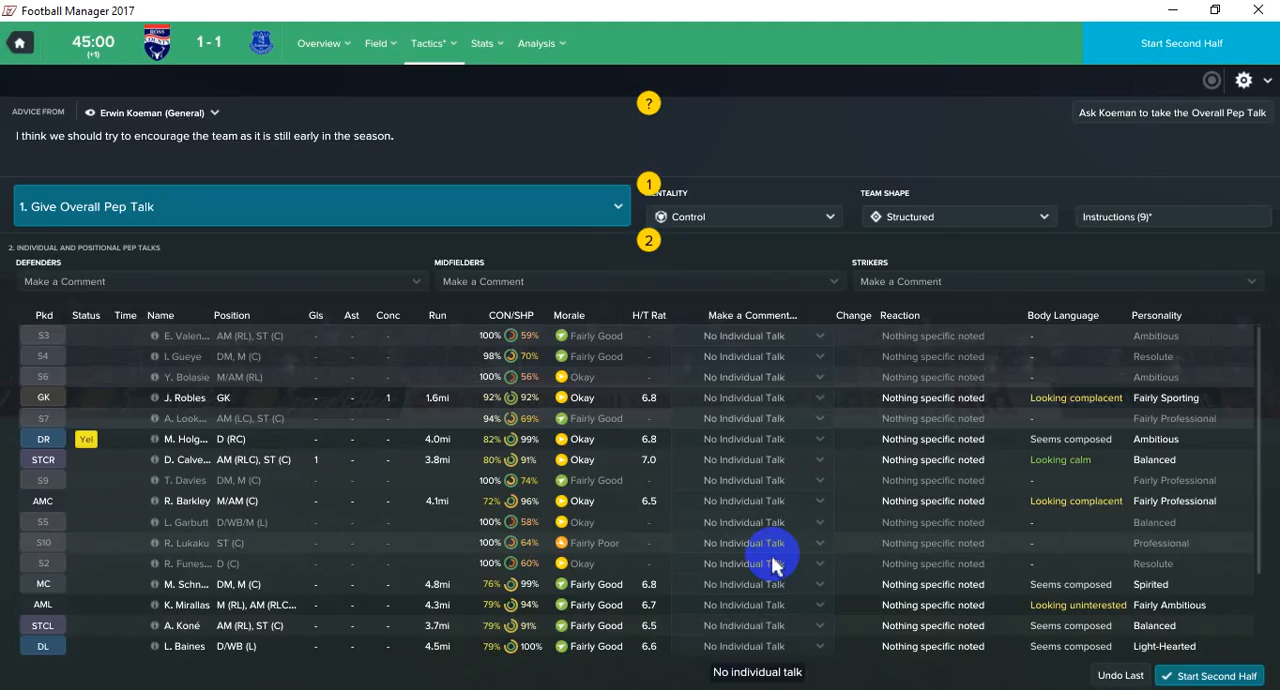 Football Manager 2017
45:00
(+1)
ROSS COUNTY
1 - 1
Overview
Field
Tactics*
Stats
Analysis
Start Second Half
ADVICE FROM
Erwin Koeman (General)
?
Ask Koeman to take the Overall Pep Talk
I think we should try to encourage the team as it is still early in the season.
1. Give Overall Pep Talk
1
ENTALITY
Control
TEAM SHAPE
Structured
Instructions (9)*
2
2. INDIVIDUAL AND POSITIONAL PEP TALKS
DEFENDERS
MIDFIELDERS
STRIKERS
Make a Comment
Make a Comment
Make a Comment
Pkd Status Time Name Position Gls Ast Conc Run CON/SHP Morale H/T Rat Make a Comment... Change Reaction Body Language Personality
S3 E. Valen... AM (RL), ST (C) - - - - 100% 59% Fairly Good - No Individual Talk Nothing specific noted - Ambitious
S4 I. Gueye DM, M (C) - - - - 98% 70% Fairly Good - No Individual Talk Nothing specific noted - Resolute
S6 Y. Bolasie M/AM (RL) - - - - 100% 56% Okay - No Individual Talk Nothing specific noted - Ambitious
GK J. Robles GK - - 1 1.6mi 92% 92% Okay 6.8 No Individual Talk Nothing specific noted Looking complacent Fairly Sporting
S7 A. Look... AM (LC), ST (C) - - - - 94% 69% Fairly Good - No Individual Talk Nothing specific noted - Fairly Professional
DR Yel M. Holg... D (RC) - - - 4.0mi 82% 99% Okay 6.8 No Individual Talk Nothing specific noted Seems composed Ambitious
STCR D. Calve... AM (RLC), ST (C) 1 - - 3.8mi 80% 91% Okay 7.0 No Individual Talk Nothing specific noted Looking calm Balanced
S9 T. Davies DM, M (C) - - - - 100% 74% Fairly Good - No Individual Talk Nothing specific noted - Fairly Professional
AMC R. Barkley M/AM (C) - - - 4.1mi 72% 96% Okay 6.5 No Individual Talk Nothing specific noted Looking complacent Fairly Professional
S5 L. Garbutt D/WB/M (L) - - - - 100% 58% Okay - No Individual Talk Nothing specific noted - Balanced
S10 R. Lukaku ST (C) - - - - 100% 64% Fairly Poor - No Individual Talk Nothing specific noted - Professional
S2 R. Funes... D (C) - - - - 100% 60% Okay - No Individual Talk Nothing specific noted - Resolute
MC M. Schn... DM, M (C) - - - 4.8mi 76% 99% Fairly Good 6.8 No Individual Talk Nothing specific noted Seems composed Spirited
AML K. Mirallas M (RL), AM (RLC... - - - 4.3mi 79% 94% Fairly Good 6.7 No Individual Talk Nothing specific noted Looking uninterested Fairly Ambitious
STCL A. Koné AM (RL), ST (C) - - - 3.7mi 79% 91% Fairly Good 6.5 No Individual Talk Nothing specific noted Seems composed Balanced
DL L. Baines D/WB (L) - - - 4.5mi 79% 100% Fairly Good 6.6 No Individual Talk Nothing specific noted Seems composed Light-Hearted
No individual talk
Undo Last
Start Second Half